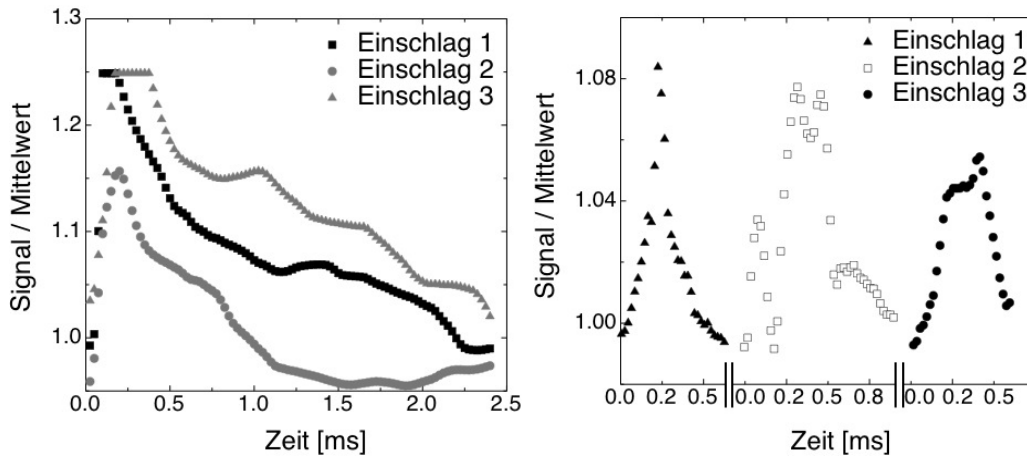 1.3
1.2
1.1
1.0
Signal / Mittelwert
Einschlag 1
Einschlag 2
Einschlag 3
0.0 0.5 1.0 1.5 2.0 2.5
Zeit [ms]
1.08
1.04
1.00
Signal / Mittelwert
Einschlag 1
Einschlag 2
Einschlag 3
0.0 0.2 0.5 0.0 0.2 0.5 0.8 0.0 0.2 0.5
Zeit [ms]